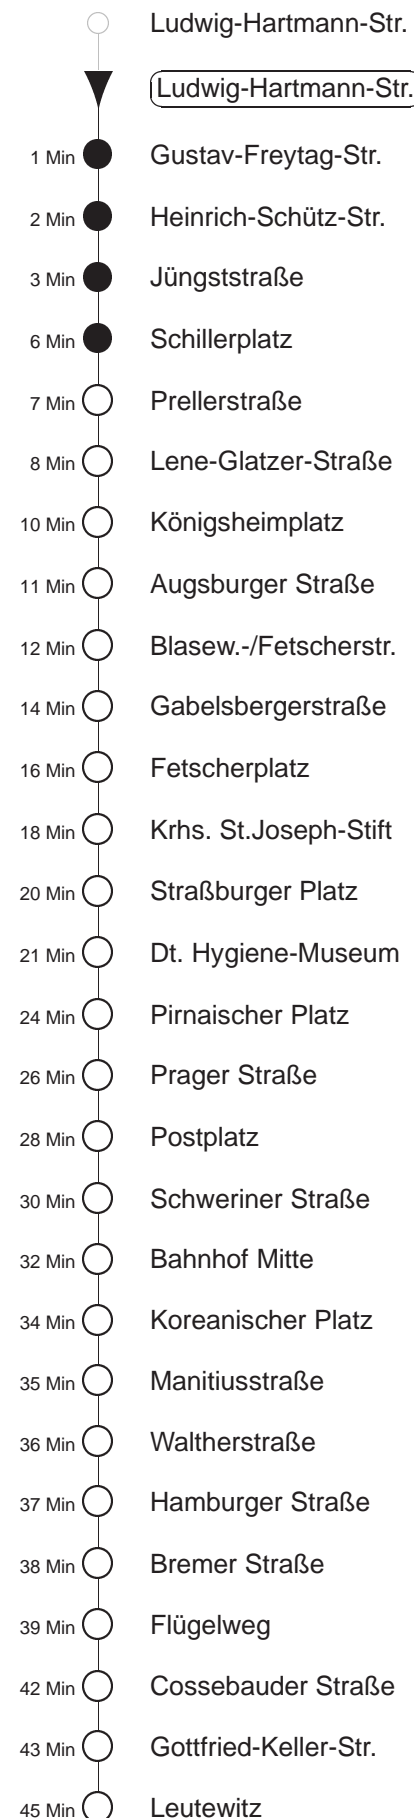 Ludwig-Hartmann-Str.
Ludwig-Hartmann-Str.
1 Min Gustav-Freytag-Str.
2 Min Heinrich-Schütz-Str.
3 Min Jüngststraße
6 Min Schillerplatz
7 Min Prellerstraße
8 Min Lene-Glatzer-Straße
10 Min Königsheimplatz
11 Min Augsburger Straße
12 Min Blasew.-/Fetscherstr.
14 Min Gabelsbergerstraße
16 Min Fetscherplatz
18 Min Krhs. St.Joseph-Stift
20 Min Straßburger Platz
21 Min Dt. Hygiene-Museum
24 Min Pirnaischer Platz
26 Min Prager Straße
28 Min Postplatz
30 Min Schweriner Straße
32 Min Bahnhof Mitte
34 Min Koreanischer Platz
35 Min Manitiusstraße
36 Min Waltherstraße
37 Min Hamburger Straße
38 Min Bremer Straße
39 Min Flügelweg
42 Min Cossebauder Straße
43 Min Gottfried-Keller-Str.
45 Min Leutewitz